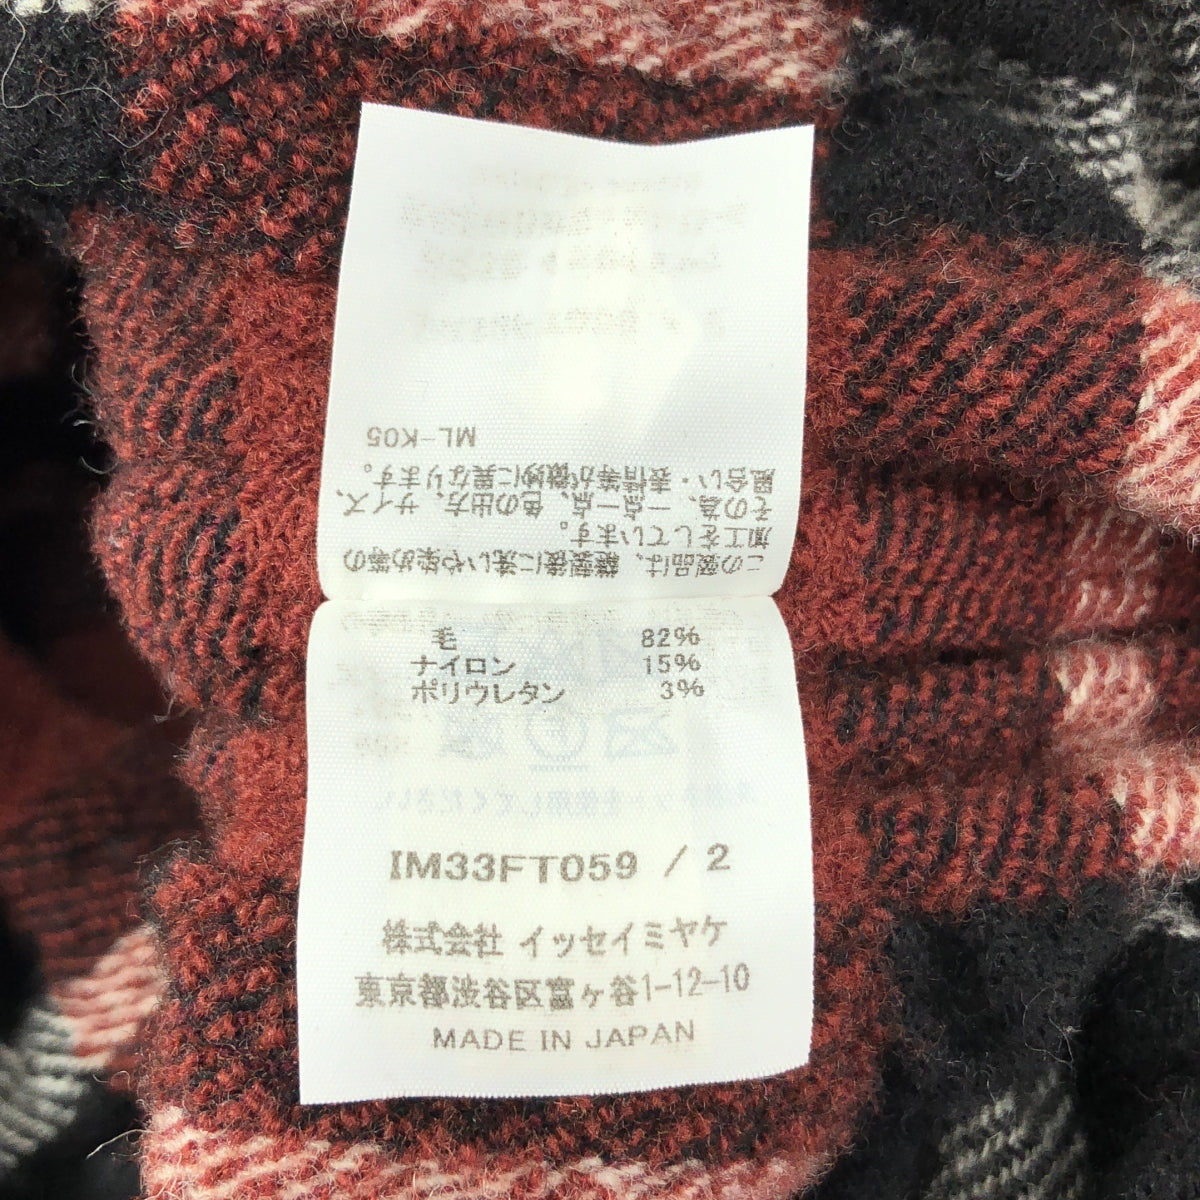 この製品は、縫製後に洗いや染め等の
加工をしています。
その為、一点一点、色の出方、サイズ、
風合い・表情等が微妙に異なります。
ML-K05
毛 82%
ナイロン 15%
ポリウレタン 3%
IM33FT059 / 2
株式会社 イッセイミヤケ
東京都渋谷区富ヶ谷1-12-10
MADE IN JAPAN